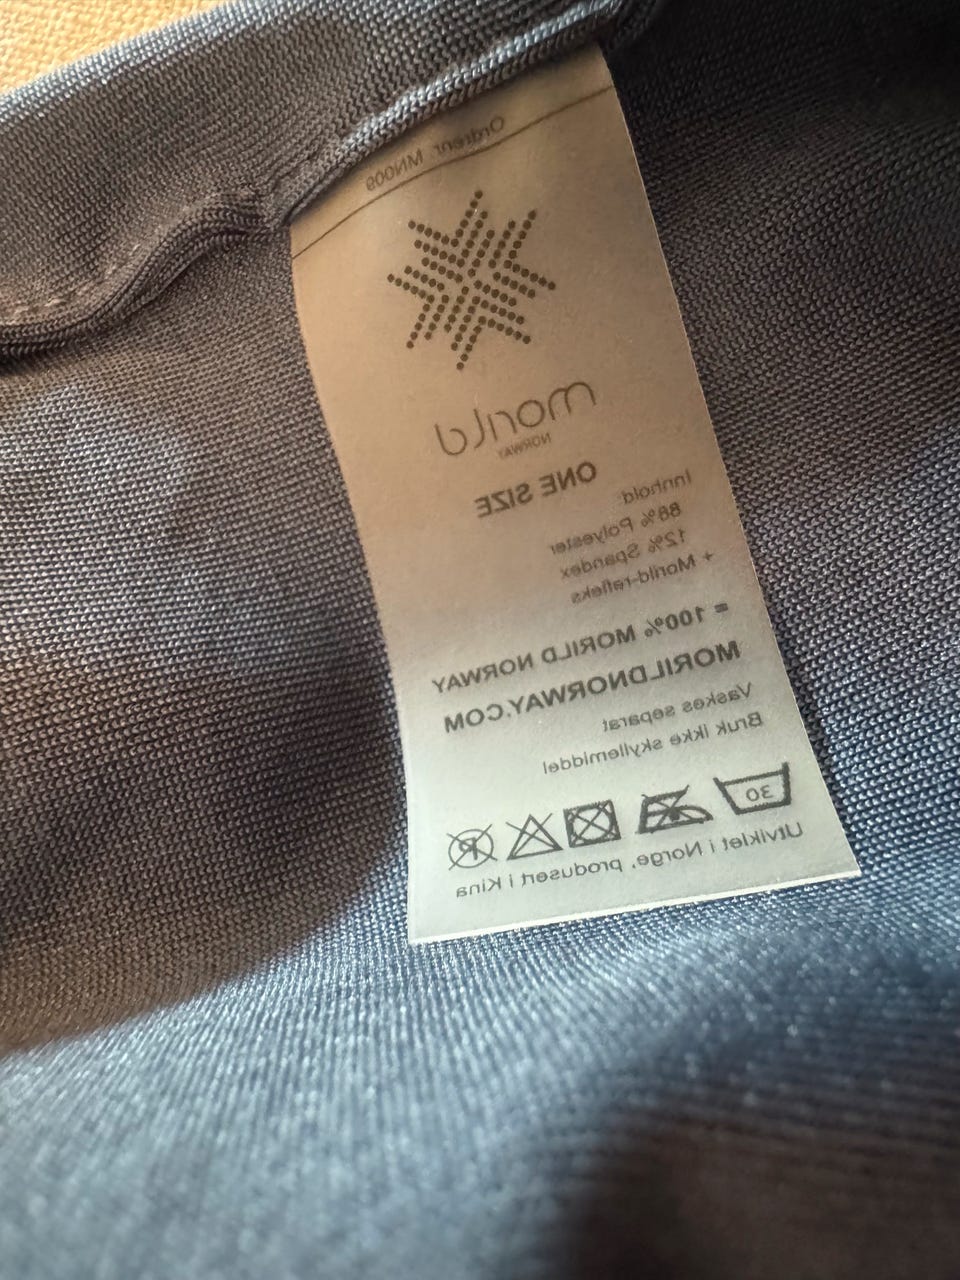 Ordrenr. MN009
morild
NORWAY
ONE SIZE
Innhold
88% Polyester
12% Spandex
+ Morild-refleks
= 100% MORILD NORWAY
MORILDNORWAY.COM
Vaskes separat
Bruk ikke skyllemiddel
30
P
Utviklet i Norge, produsert i Kina